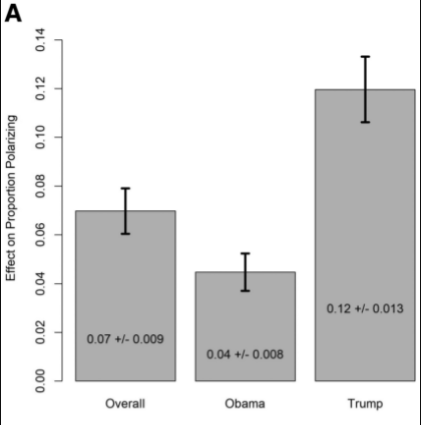 A
Effect on Proportion Polarizing
0.14
0.12
0.10
0.08
0.06
0.04
0.02
0.00
0.07 +/- 0.009
0.04 +/- 0.008
0.12 +/- 0.013
Overall
Obama
Trump